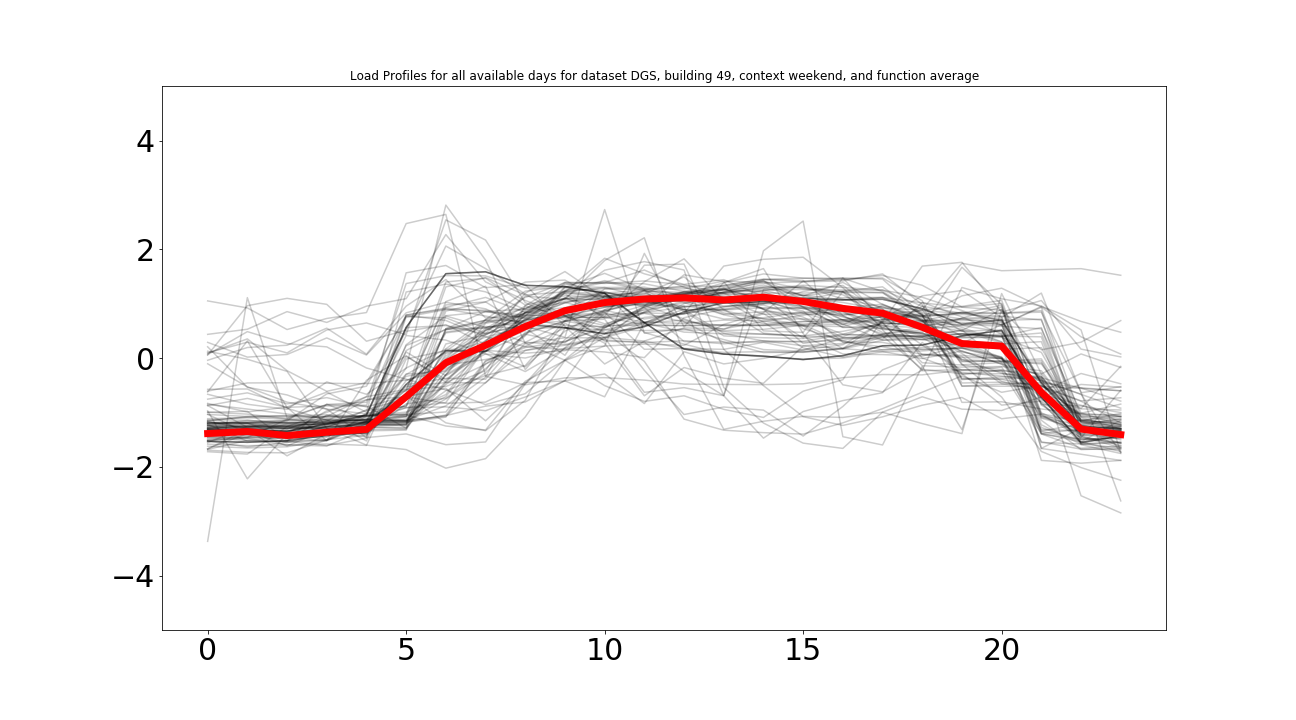 Load Profiles for all available days for dataset DGS, building 49, context weekend, and function average
4
2
0
−2
−4
0 5 10 15 20